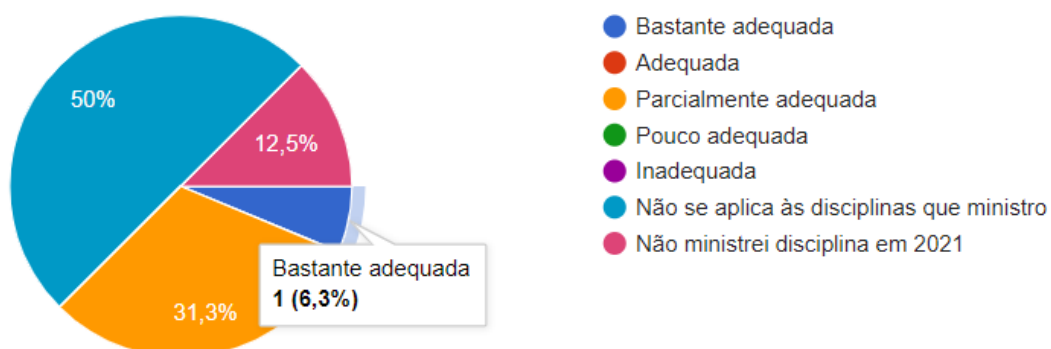 50%
12,5%
31,3%
Bastante adequada
1 (6,3%)
Bastante adequada
Adequada
Parcialmente adequada
Pouco adequada
Inadequada
Não se aplica às disciplinas que ministro
Não ministrei disciplina em 2021